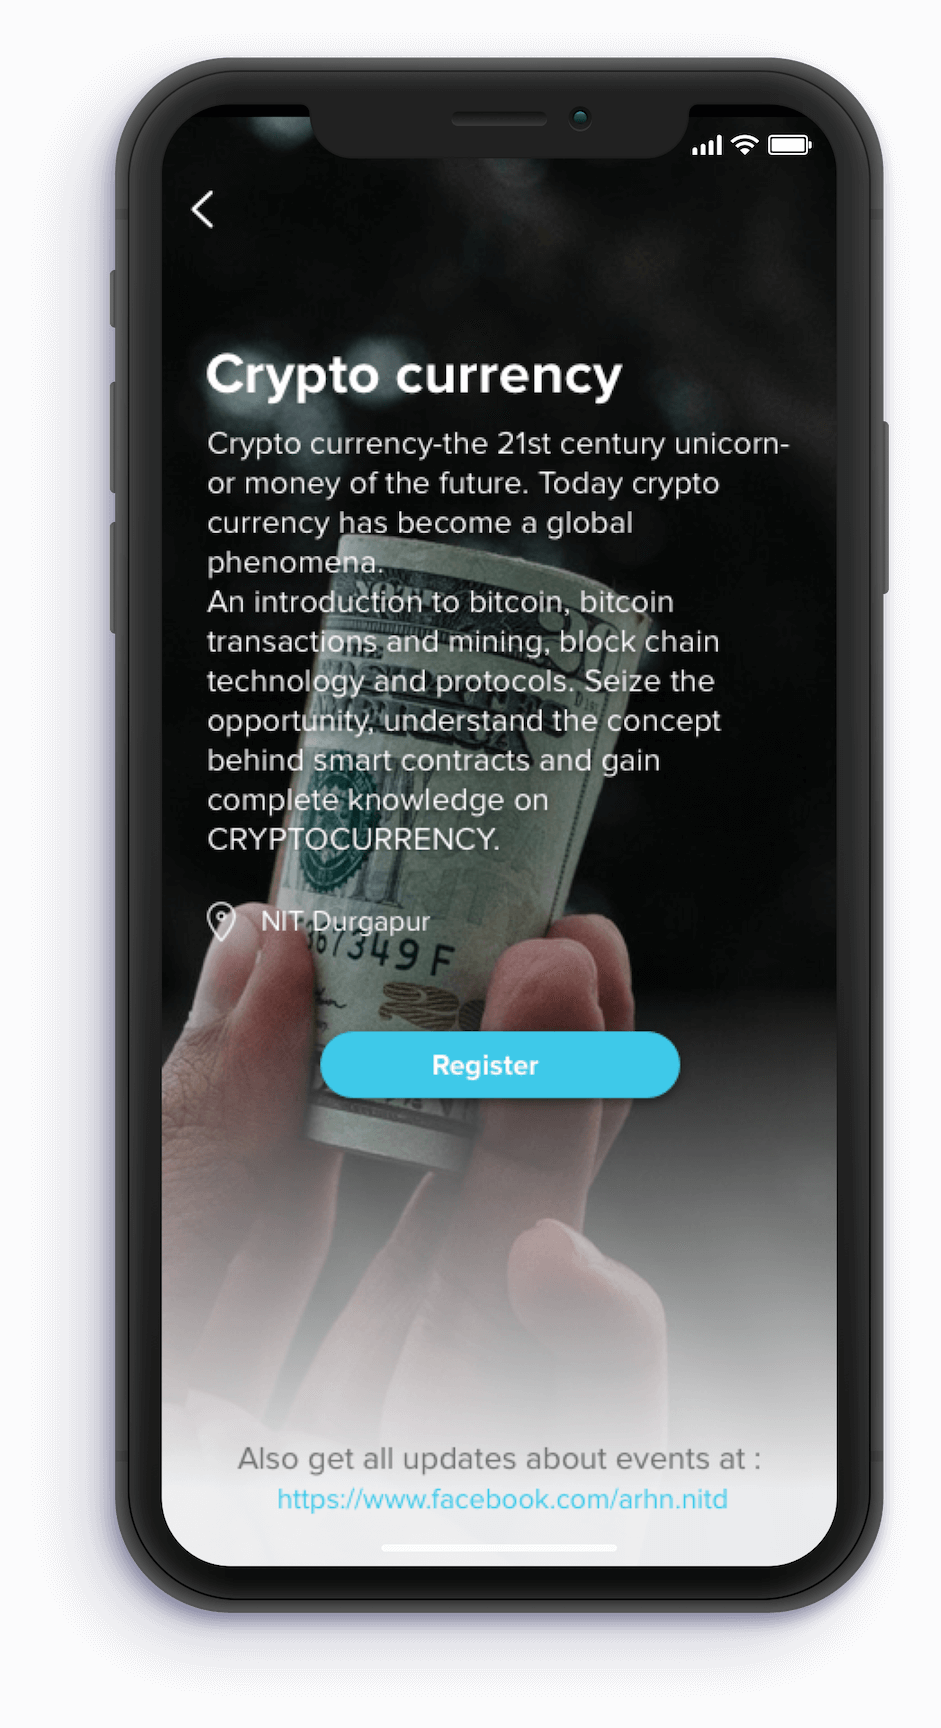 Crypto currency
Crypto currency-the 21st century unicorn-
or money of the future. Today crypto
currency has become a global
phenomena.
An introduction to bitcoin, bitcoin
transactions and mining, block chain
technology and protocols. Seize the
opportunity, understand the concept
behind smart contracts and gain
complete knowledge on
CRYPTOCURRENCY.
NIT Durgapur
349 F
Register
Also get all updates about events at :
https://www.facebook.com/arhn.nitd